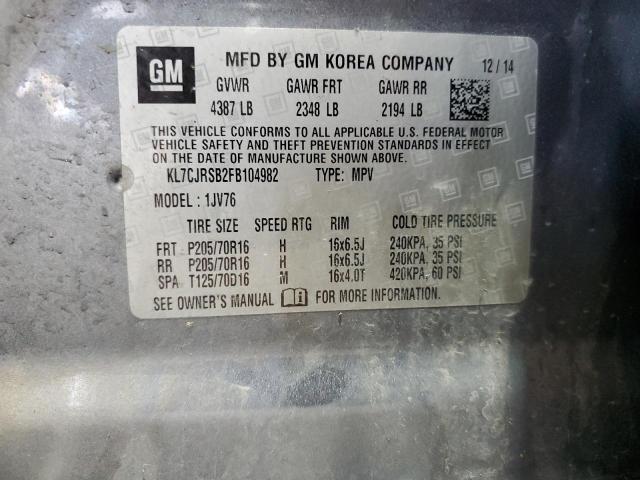 GM MFD BY GM KOREA COMPANY 12/14
GVWR GAWR FRT GAWR RR
4387 LB 2348 LB 2194 LB
THIS VEHICLE CONFORMS TO ALL APPLICABLE U.S. FEDERAL MOTOR
VEHICLE SAFETY AND THEFT PREVENTION STANDARDS IN EFFECT
ON THE DATE OF MANUFACTURE SHOWN ABOVE.
KL7CJRSB2FB104982 TYPE: MPV
MODEL : 1JV76
TIRE SIZE SPEED RTG RIM COLD TIRE PRESSURE
FRT P205/70R16 H 16x6.5J 240KPA, 35 PSI
RR P205/70R16 H 16x6.5J 240KPA, 35 PSI
SPA T125/70D16 M 16x4.0T 420KPA, 60 PSI
SEE OWNER'S MANUAL FOR MORE INFORMATION.